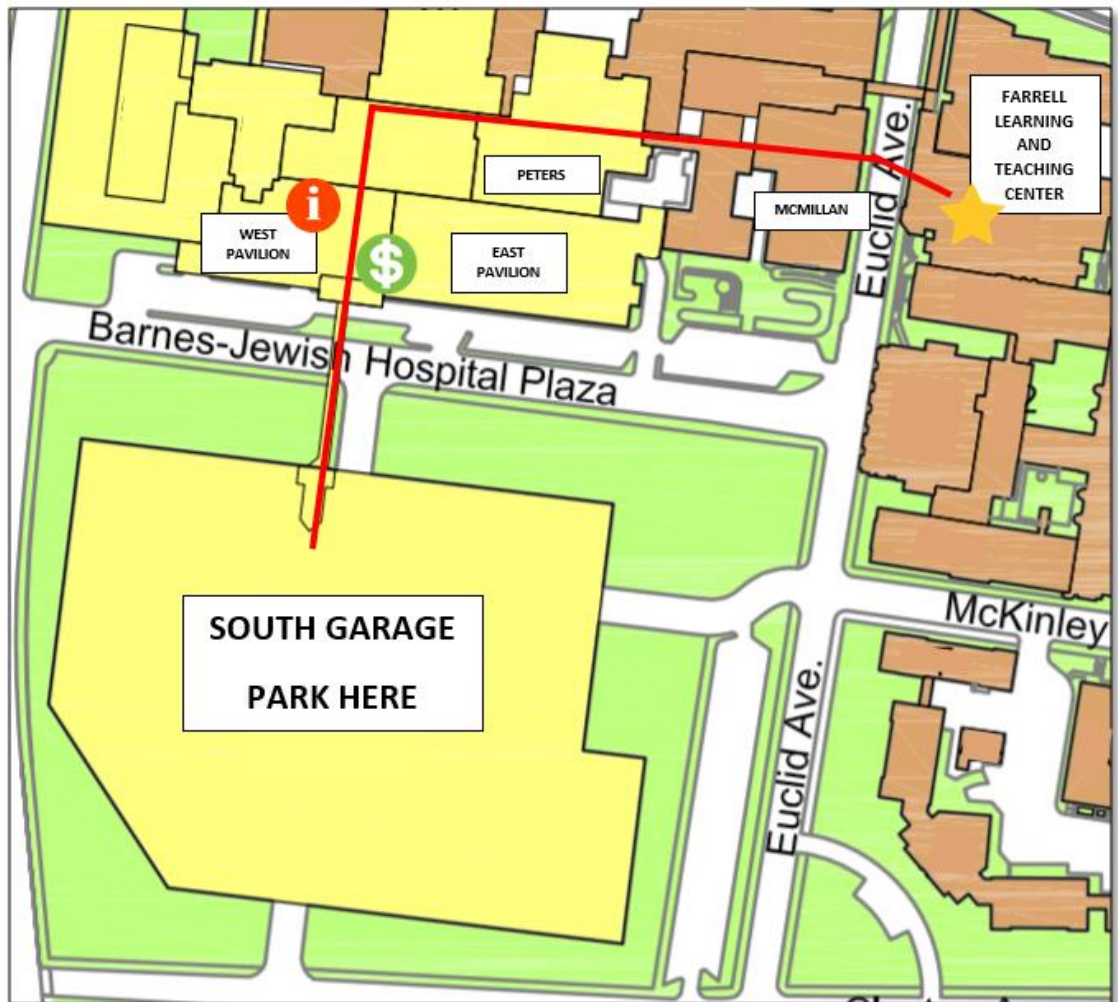 FARRELL
LEARNING
AND
TEACHING
CENTER
Euclid Ave.
PETERS
MCMILLAN
i
WEST
PAVILION
$
EAST
PAVILION
Barnes-Jewish Hospital Plaza
SOUTH GARAGE
PARK HERE
McKinley
Euclid Ave.